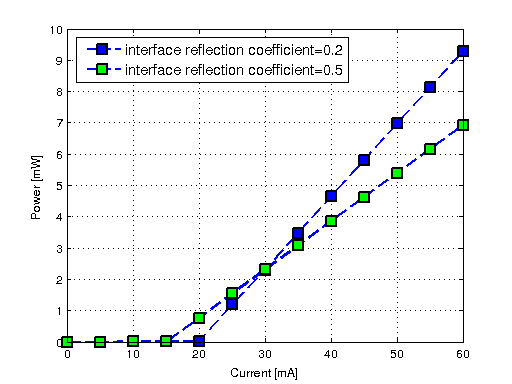 10
9
8
7
6
5
4
3
2
1
0
Power [mW]
interface reflection coefficient=0.2
interface reflection coefficient=0.5
0 10 20 30 40 50 60
Current [mA]